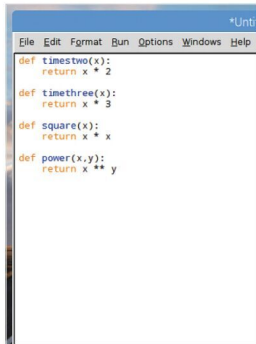 *Unti
File Edit Format Run Options Windows Help
def timestwo(x):
    return x * 2
def timethree(x):
    return x * 3
def square(x):
    return x * x
def power(x,y):
    return x ** y